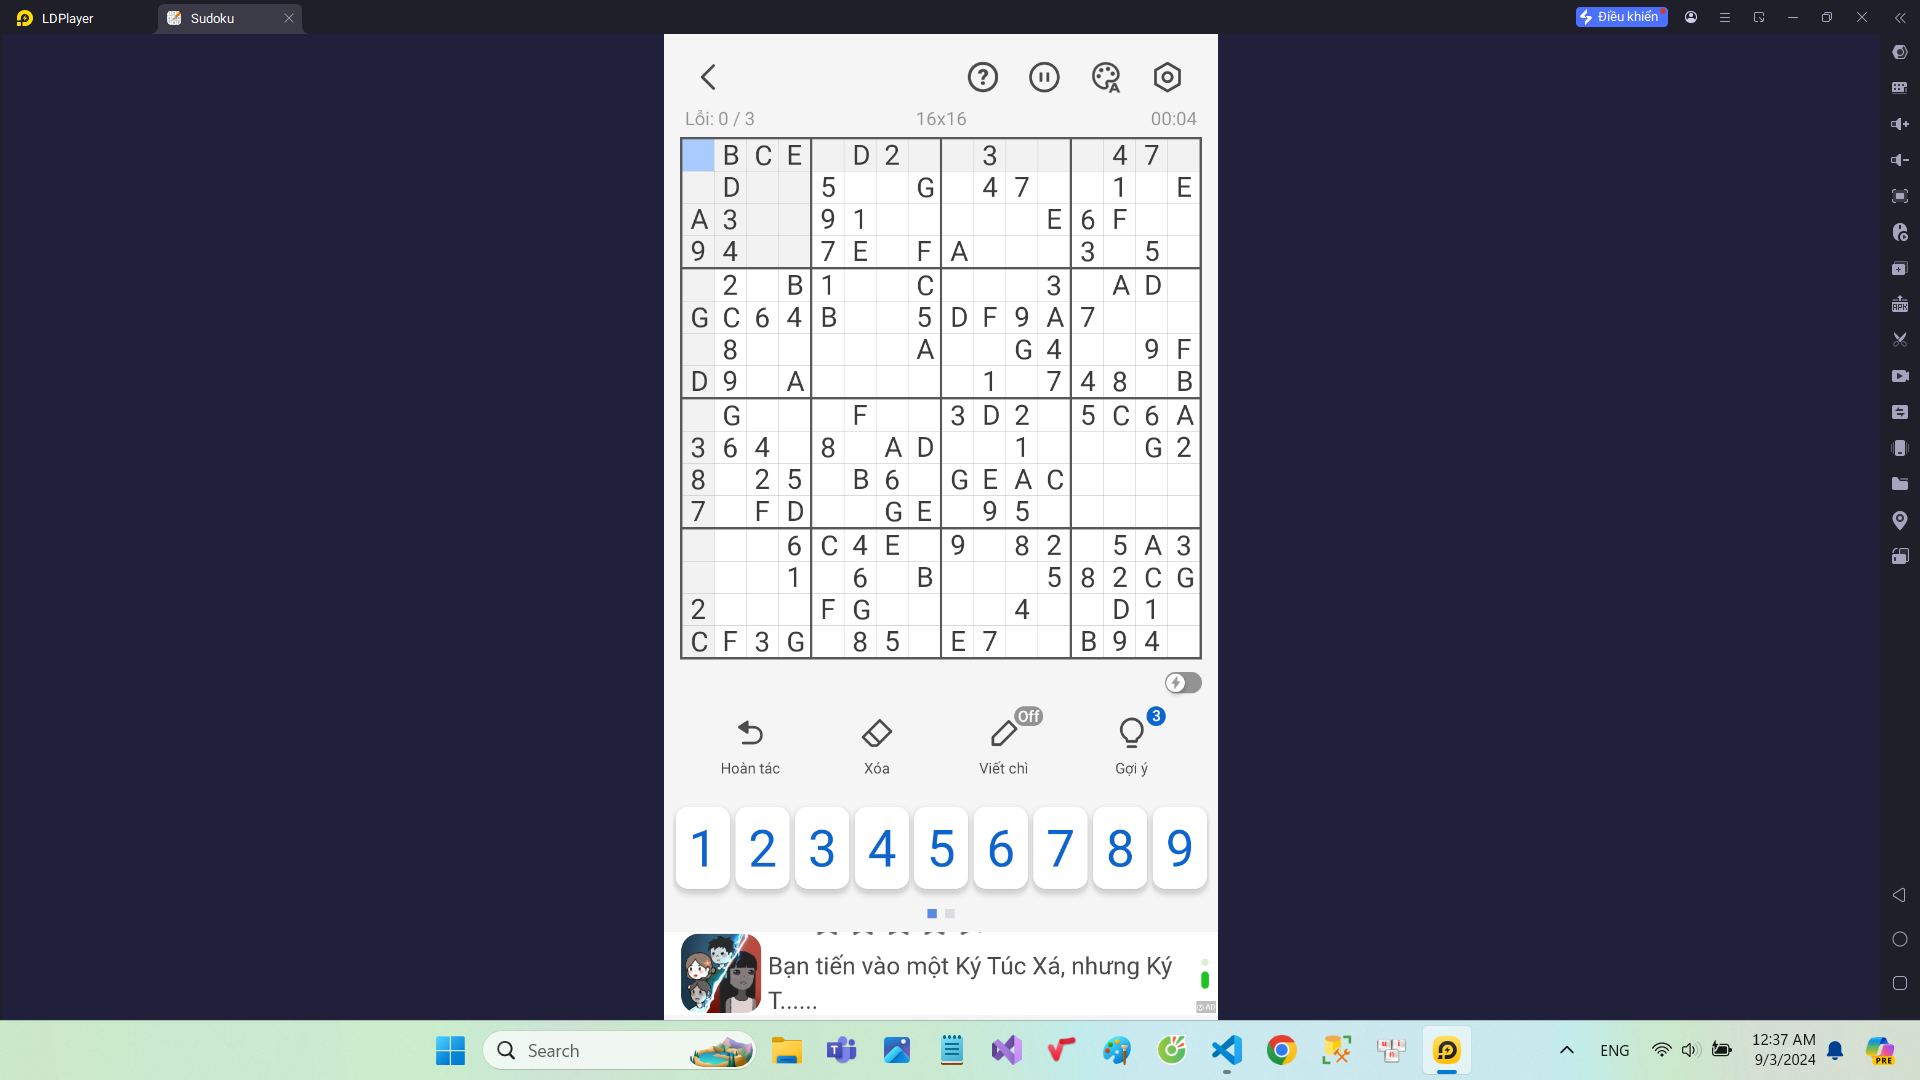 LDPlayer
Sudoku
Điều khiển
Lỗi: 0 / 3 16x16 00:04
B C E D 2 3 4 7
D 5 G 4 7 1 E
A 3 9 1 E 6 F
9 4 7 E F A 3 5
2 B 1 C 3 A D
G C 6 4 B 5 D F 9 A 7
8 A G 4 9 F
D 9 A 1 7 4 8 B
G F 3 D 2 5 C 6 A
3 6 4 8 A D 1 G 2
8 2 5 B 6 G E A C
7 F D G E 9 5
6 C 4 E 9 8 2 5 A 3
1 6 B 5 8 2 C G
2 F G 4 D 1
C F 3 G 8 5 E 7 B 9 4
Off 3
Hoàn tác Xóa Viết chì Gợi ý
1 2 3 4 5 6 7 8 9
Bạn tiến vào một Ký Túc Xá, nhưng Ký
T......
AD
Search
ENG
12:37 AM
9/3/2024
PRE